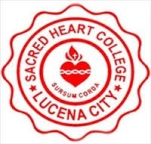 SACRED HEART COLLEGE
SURSUM CORDA
LUCENA CITY